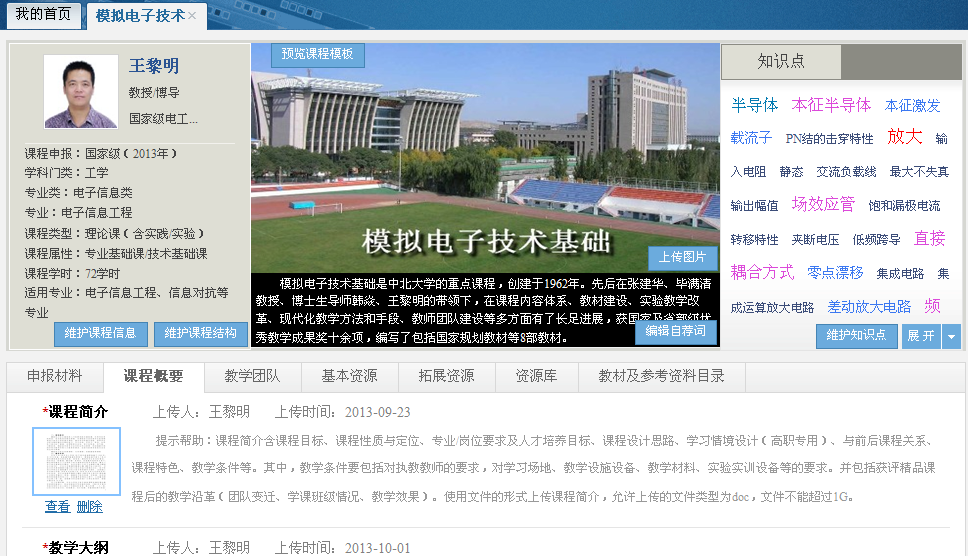 我的首页
模拟电子技术
王黎明
教授/博导
国家级电工...
课程申报：国家级（2013年）
学科门类：工学
专业类：电子信息类
专业：电子信息工程
课程类型：理论课（含实践/实验）
课程属性：专业基础课/技术基础课
课程学时：72学时
适用专业：电子信息工程、信息对抗等
专业
维护课程信息 维护课程结构
预览课程模板
模拟电子技术基础
上传图片
模拟电子技术基础是中北大学的重点课程，创建于1962年。先后在张建华、毕满清
教授、博士生导师韩焱、王黎明的带领下，在课程内容体系、教材建设、实验教学改
革、现代化教学方法和手段、教师团队建设等多方面有了长足进展，获国家及省部级优
秀教学成果奖十余项，编写了包括国家规划教材等8部教材。
编辑自荐词
知识点
半导体 本征半导体 本征激发
载流子 PN结的击穿特性 放大 输
入电阻 静态 交流负载线 最大不失真
输出幅值 场效应管 饱和漏极电流
转移特性 夹断电压 低频跨导 直接
耦合方式 零点漂移 集成电路 集
成运算放大电路 差动放大电路 频
维护知识点 展开
申报材料 课程概要 教学团队 基本资源 拓展资源 资源库 教材及参考资料目录
*课程简介 上传人：王黎明 上传时间：2013-09-23
提示帮助：课程简介含课程目标、课程性质与定位、专业/岗位要求及人才培养目标、课程设计思路、学习情境设计（高职专用）、与前后课程关系、
课程特色、教学条件等。其中，教学条件要包括对执教教师的要求，对学习场地、教学设施设备、教学材料、实验实训设备等的要求。并包括获评精品课
程后的教学沿革（团队变迁、学课班级情况、教学效果）。使用文件的形式上传课程简介，允许上传的文件类型为doc，文件不能超过1G。
查看 删除
*教学大纲 上传人：王黎明 上传时间：2013-10-01